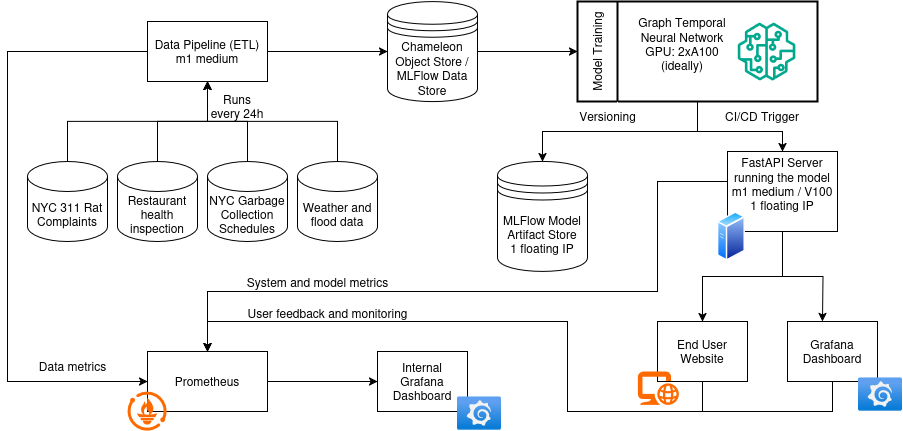 Data Pipeline (ETL)
m1 medium
Chameleon
Object Store /
MLFlow Data
Store
Model Training
Graph Temporal
Neural Network
GPU: 2xA100
(ideally)
Runs
every 24h
Versioning
CI/CD Trigger
NYC 311 Rat
Complaints
Restaurant
health
inspection
NYC Garbage
Collection
Schedules
Weather and
flood data
MLFlow Model
Artifact Store
1 floating IP
FastAPI Server
running the model
m1 medium / V100
1 floating IP
System and model metrics
User feedback and monitoring
Data metrics
Prometheus
Internal
Grafana
Dashboard
End User
Website
Grafana
Dashboard